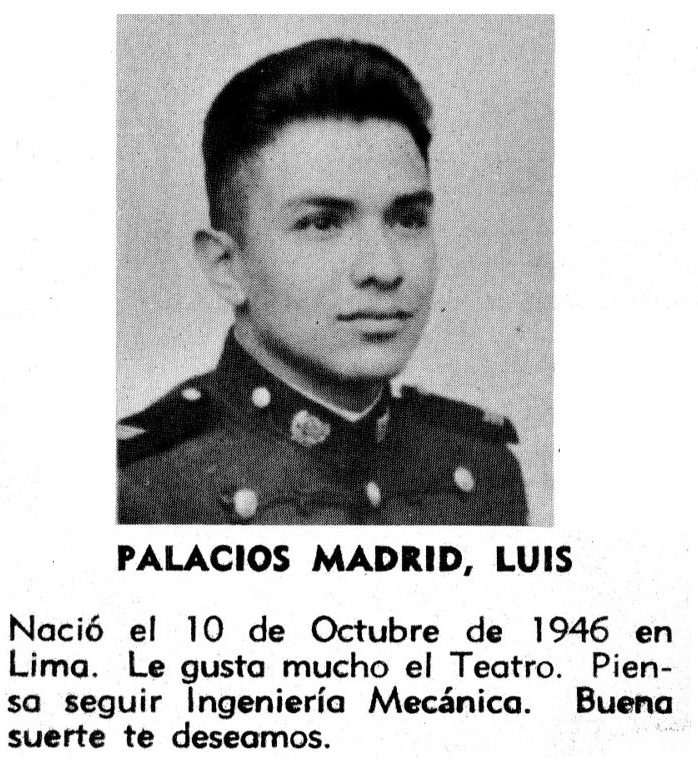 PALACIOS MADRID, LUIS
Nació el 10 de Octubre de 1946 en
Lima. Le gusta mucho el Teatro. Pien-
sa seguir Ingeniería Mecánica. Buena
suerte te deseamos.